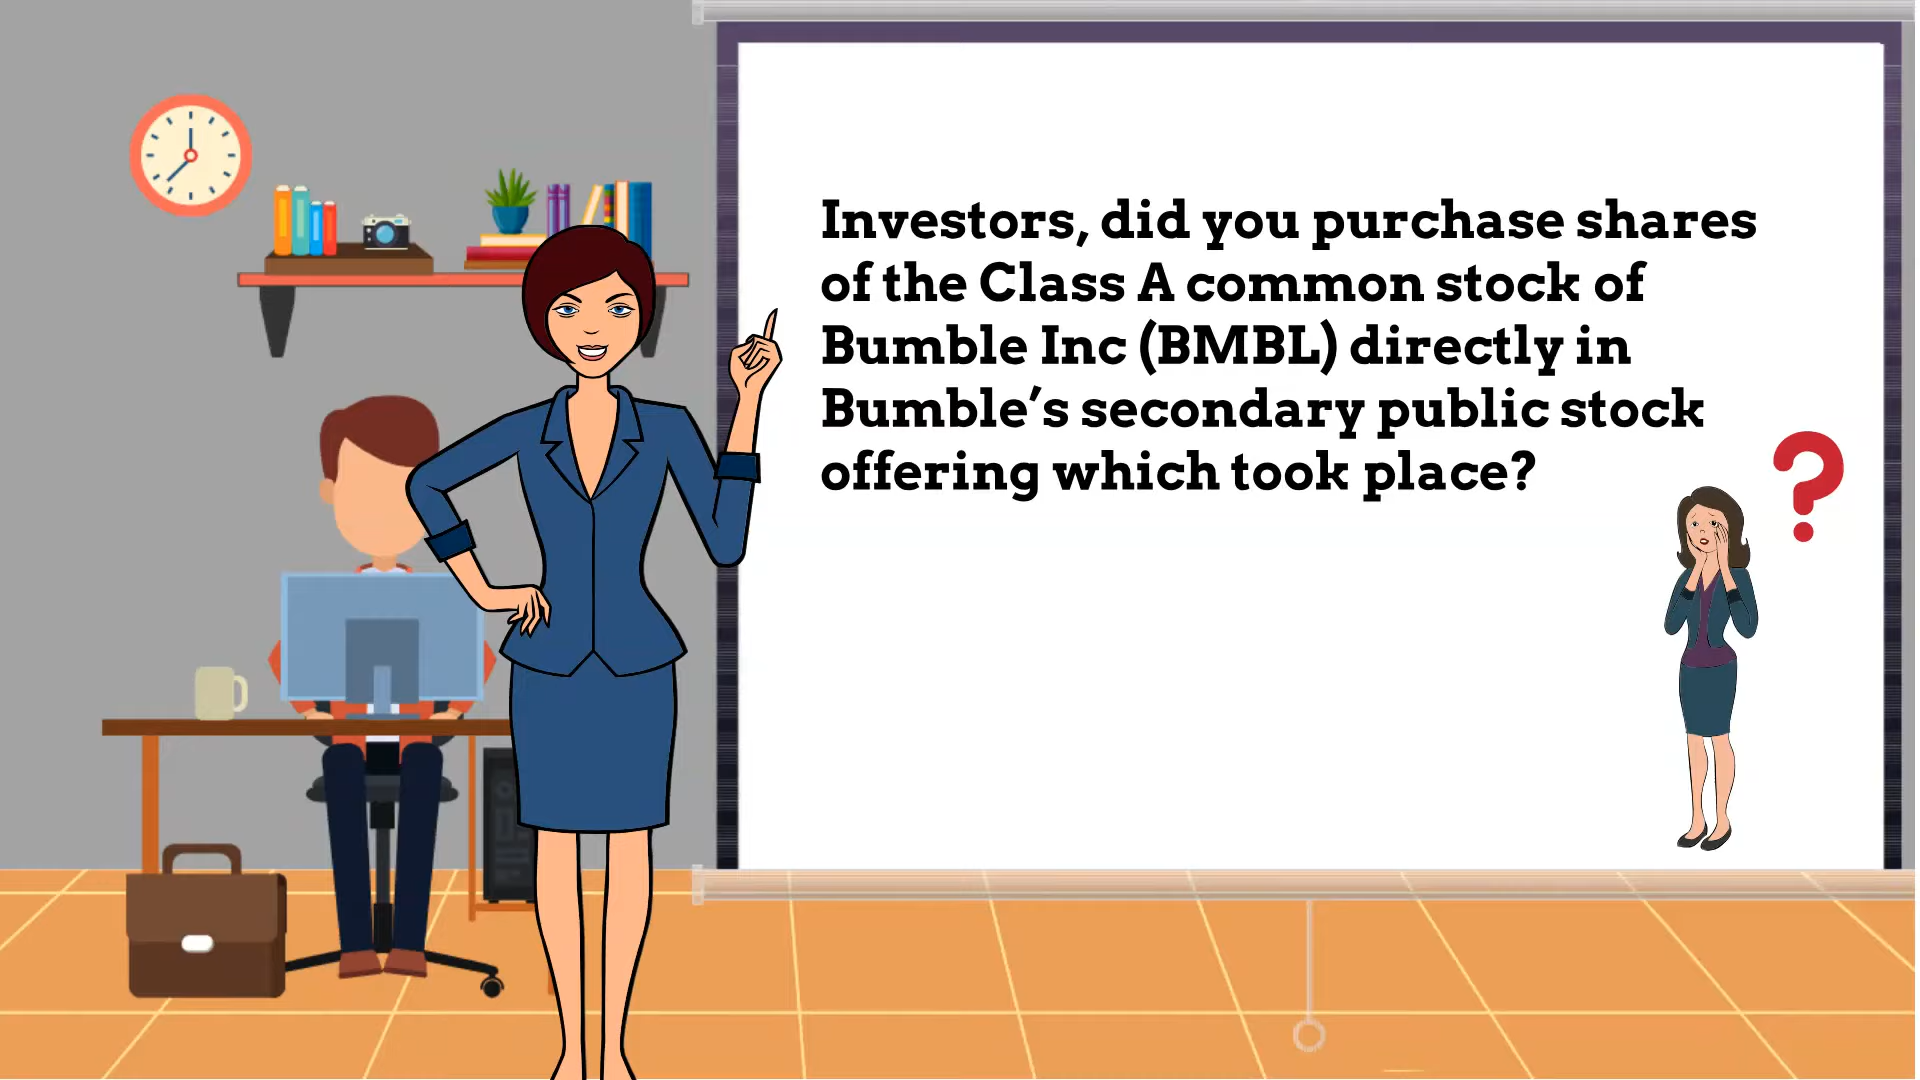 Investors, did you purchase shares
of the Class A common stock of
Bumble Inc (BMBL) directly in
Bumble’s secondary public stock
offering which took place?